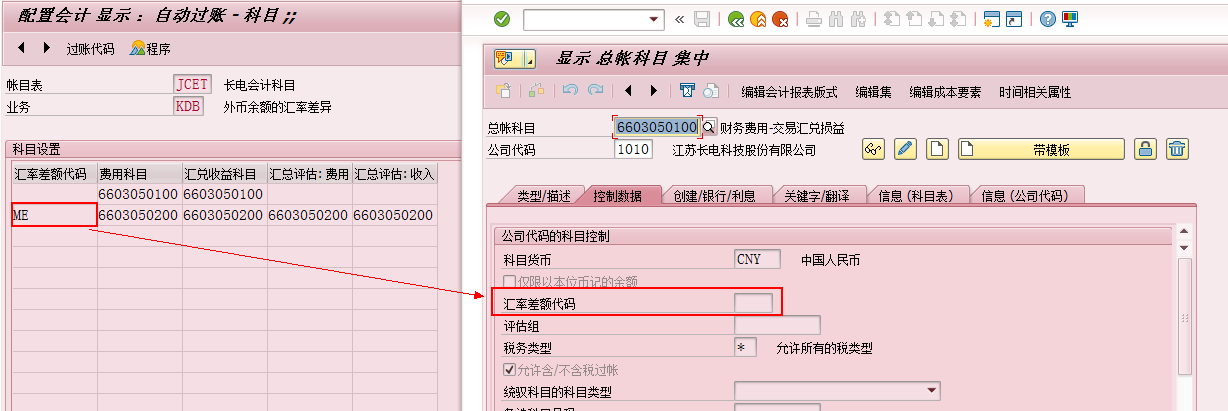 配置会计 显示 : 自动过账 - 科目 ;;
过账代码 程序
帐目表 JCET 长电会计科目
业务 KDB 外币余额的汇率差异
科目设置
汇率差额代码 费用科目 汇兑收益科目 汇总评估: 费用 汇总评估: 收入
6603050100 6603050100
ME 6603050200 6603050200 6603050200 6603050200
显示 总帐科目 集中
编辑会计报表版式 编辑集 编辑成本要素 时间相关属性
总帐科目 6603050100 财务费用-交易汇兑损益
公司代码 1010 江苏长电科技股份有限公司 带模板
类型/描述 控制数据 创建/银行/利息 关键字/翻译 信息 (科目表) 信息 (公司代码)
公司代码的科目控制
科目货币 CNY 中国人民币
仅限以本位币记的余额
汇率差额代码
评估组
税务类型 * 允许所有的税类型
允许含/不含税过帐
统驭科目的科目类型